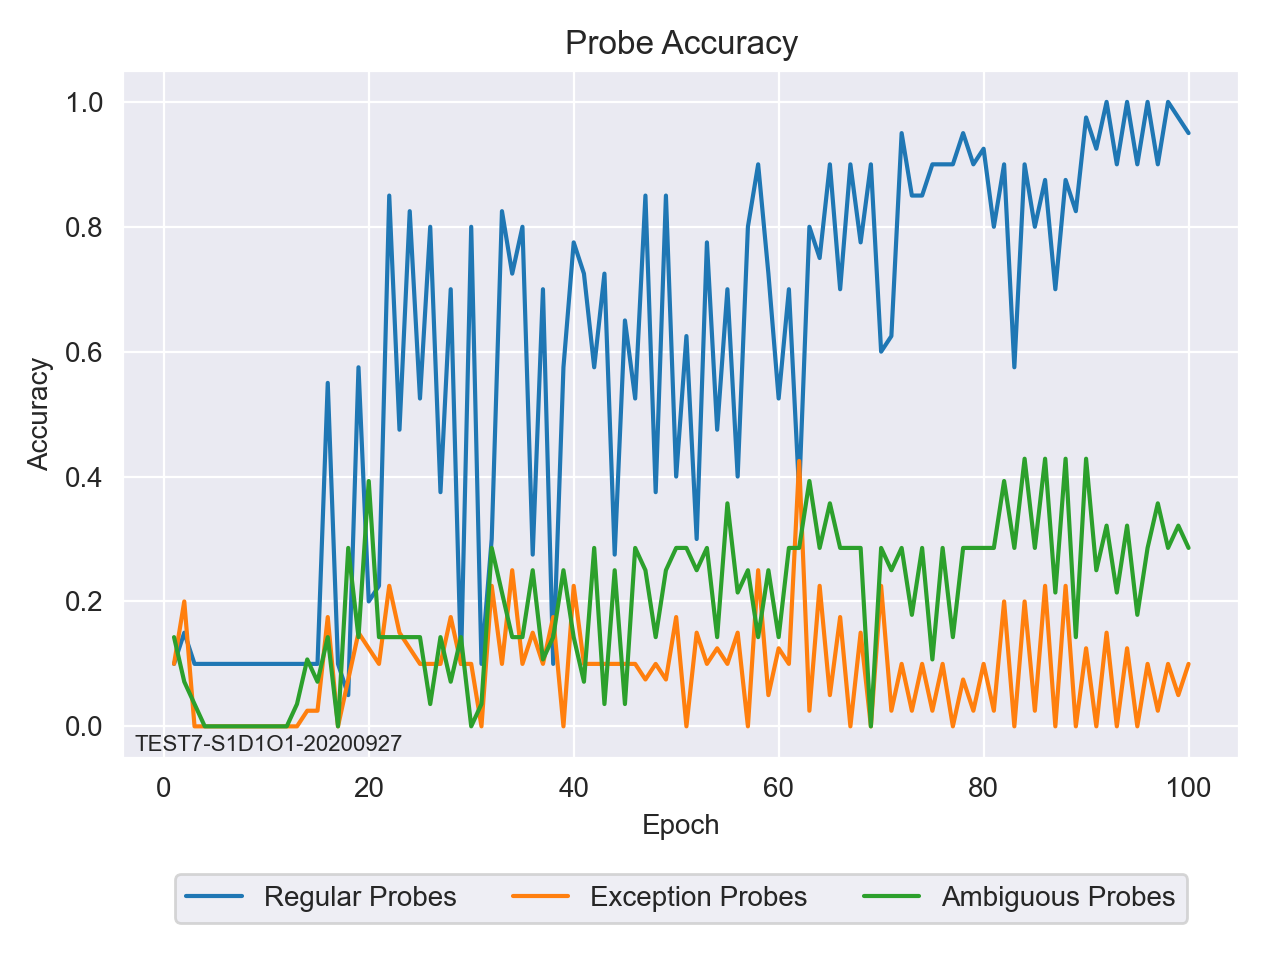 Probe Accuracy
1.0
0.8
0.6
0.4
0.2
0.0
Accuracy
TEST7-S1D1O1-20200927
0 20 40 60 80 100
Epoch
Regular Probes Exception Probes Ambiguous Probes